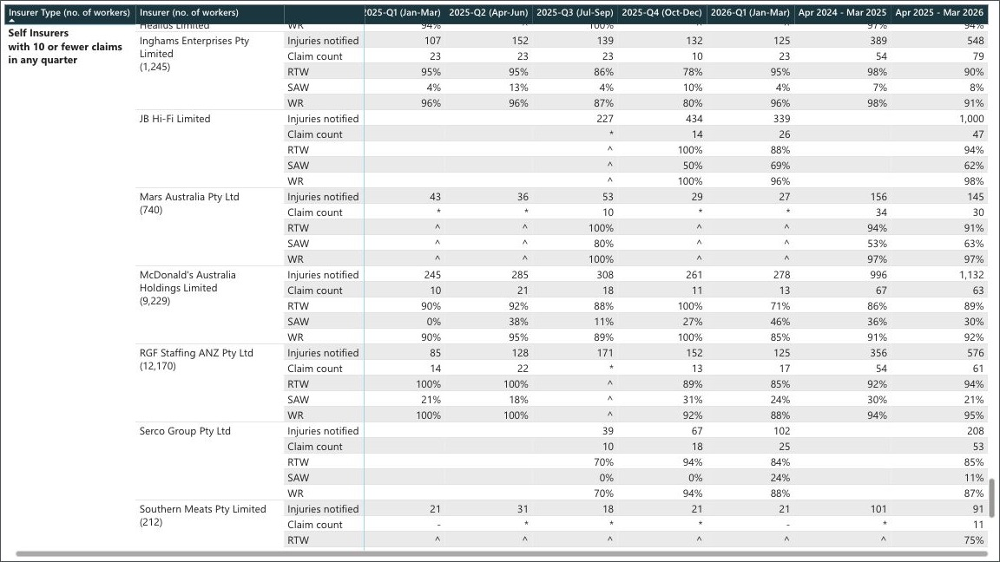 Insurer Type (no. of workers) Insurer (no. of workers) 2025-Q1 (Jan-Mar) 2025-Q2 (Apr-Jun) 2025-Q3 (Jul-Sep) 2025-Q4 (Oct-Dec) 2026-Q1 (Jan-Mar) Apr 2024 - Mar 2025 Apr 2025 - Mar 2026
Healius Limited WR 94% ^ 100% ^ ^ 97% 94%
Self Insurers
with 10 or fewer claims
in any quarter
Inghams Enterprises Pty Injuries notified 107 152 139 132 125 389 548
Limited Claim count 23 23 23 10 23 54 79
(1,245) RTW 95% 95% 86% 78% 95% 98% 90%
SAW 4% 13% 4% 10% 4% 7% 8%
WR 96% 96% 87% 80% 96% 98% 91%
JB Hi-Fi Limited Injuries notified 227 434 339 1,000
Claim count * 14 26 47
RTW ^ 100% 88% 94%
SAW ^ 50% 69% 62%
WR ^ 100% 96% 98%
Mars Australia Pty Ltd Injuries notified 43 36 53 29 27 156 145
(740) Claim count * * 10 * * 34 30
RTW ^ ^ 100% ^ ^ 94% 91%
SAW ^ ^ 80% ^ ^ 53% 63%
WR ^ ^ 100% ^ ^ 97% 97%
McDonald's Australia Injuries notified 245 285 308 261 278 996 1,132
Holdings Limited Claim count 10 21 18 11 13 67 63
(9,229) RTW 90% 92% 88% 100% 71% 86% 89%
SAW 0% 38% 11% 27% 46% 36% 30%
WR 90% 95% 89% 100% 85% 91% 92%
RGF Staffing ANZ Pty Ltd Injuries notified 85 128 171 152 125 356 576
(12,170) Claim count 14 22 * 13 17 54 61
RTW 100% 100% ^ 89% 85% 92% 94%
SAW 21% 18% ^ 31% 24% 30% 21%
WR 100% 100% ^ 92% 88% 94% 95%
Serco Group Pty Ltd Injuries notified 39 67 102 208
Claim count 10 18 25 53
RTW 70% 94% 84% 85%
SAW 0% 0% 24% 11%
WR 70% 94% 88% 87%
Southern Meats Pty Limited Injuries notified 21 31 18 21 21 101 91
(212) Claim count - * * * - * 11
RTW ^ ^ ^ ^ ^ ^ 75%